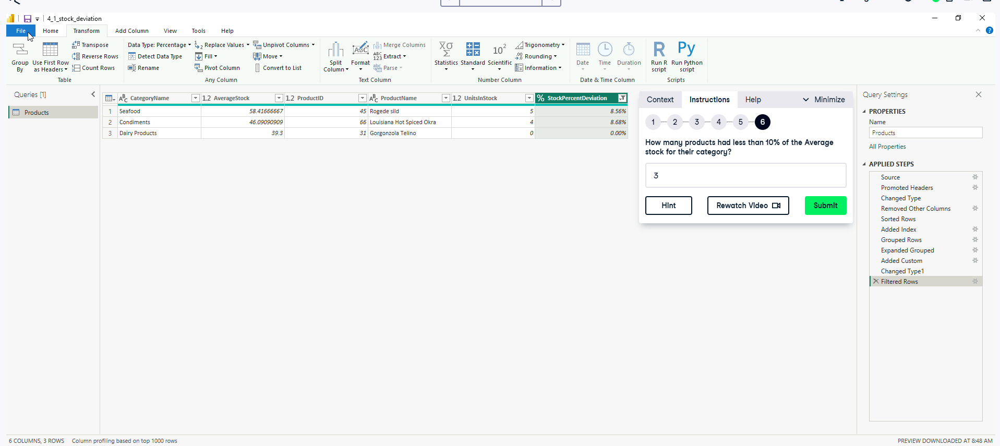 4_1_stock_deviation
File Home Transform Add Column View Tools Help
Group By
Use First Row as Headers
Transpose
Reverse Rows
Count Rows
Table
Data Type: Percentage
Detect Data Type
Rename
Replace Values
Fill
Pivot Column
Unpivot Columns
Move
Convert to List
Any Column
Split Column
Format
Merge Columns
Extract
Parse
Text Column
Statistics
Standard
Scientific
Trigonometry
Rounding
Information
Number Column
Date
Time
Duration
Date & Time Column
Run R script
Run Python script
Scripts
Queries [1]
Products
CategoryName 1.2 AverageStock 1.2 ProductID ProductName 1.2 UnitsInStock % StockPercentDeviation
1 Seafood 58.41666667 45 Rogede sild 5 8.56%
2 Condiments 46.09090909 66 Louisiana Hot Spiced Okra 4 8.68%
3 Dairy Products 39.3 31 Gorgonzola Telino 0 0.00%
Context Instructions Help Minimize
1 2 3 4 5 6
How many products had less than 10% of the Average
stock for their category?
3
Hint Rewatch Video Submit
Query Settings
PROPERTIES
Name
Products
All Properties
APPLIED STEPS
Source
Promoted Headers
Changed Type
Removed Other Columns
Sorted Rows
Added Index
Grouped Rows
Expanded Grouped
Added Custom
Changed Type1
Filtered Rows
6 COLUMNS, 3 ROWS Column profiling based on top 1000 rows
PREVIEW DOWNLOADED AT 8:48 AM